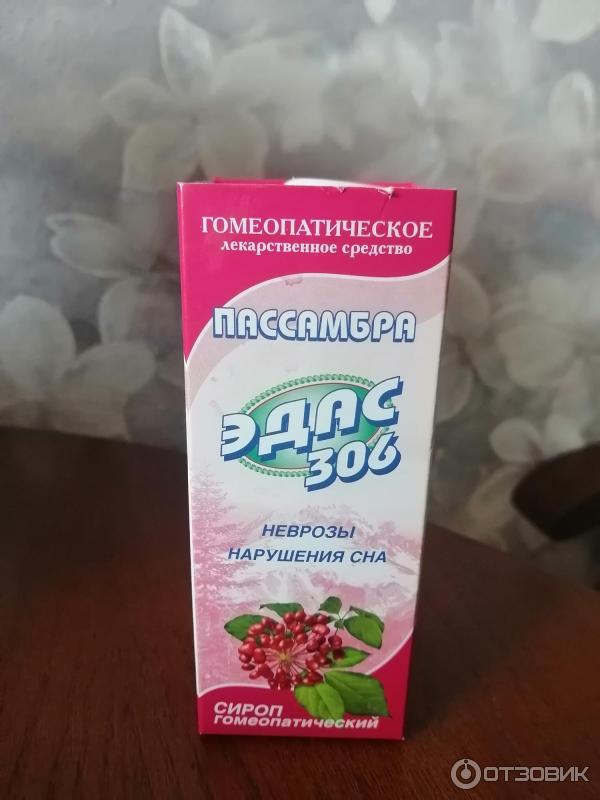 ГОМЕОПАТИЧЕСКОЕ
лекарственное средство
ПАССАМБРА
ЭДАС
306
НЕВРОЗЫ
НАРУШЕНИЯ СНА
СИРОП
гомеопатический
ОТЗОВИК